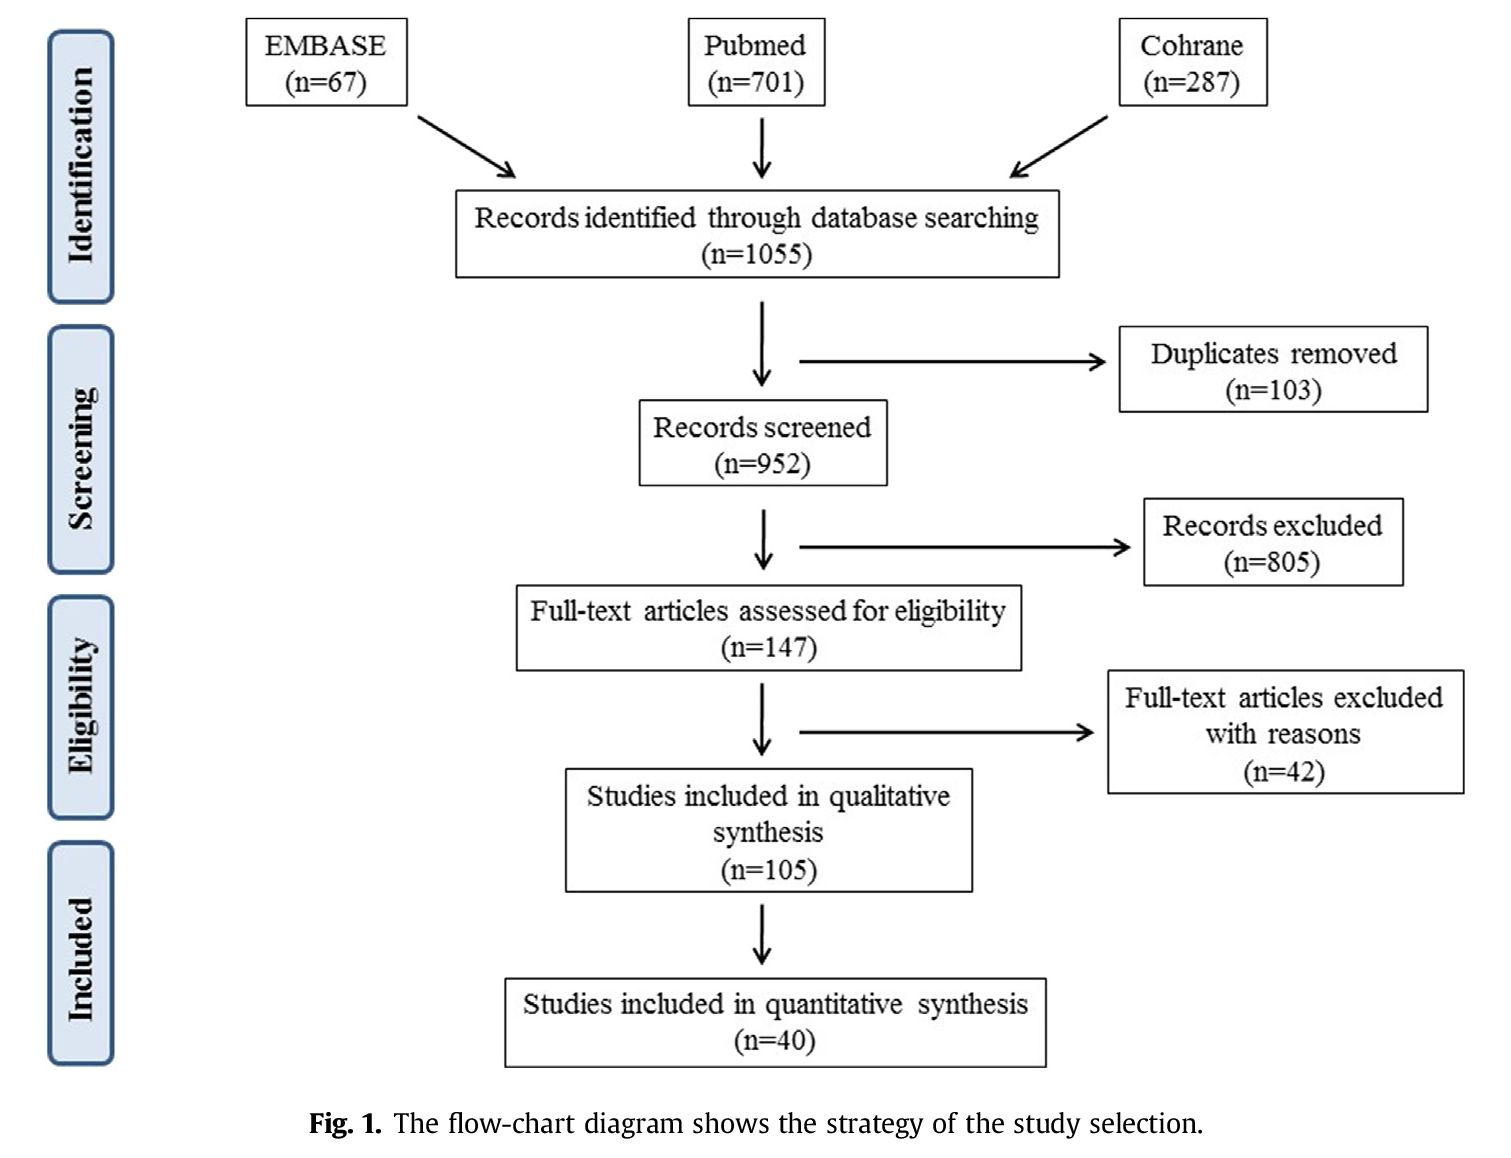 Identification
EMBASE
(n=67)
Pubmed
(n=701)
Cohrane
(n=287)
Records identified through database searching
(n=1055)
Screening
Duplicates removed
(n=103)
Records screened
(n=952)
Records excluded
(n=805)
Eligibility
Full-text articles assessed for eligibility
(n=147)
Full-text articles excluded
with reasons
(n=42)
Studies included in qualitative
synthesis
(n=105)
Included
Studies included in quantitative synthesis
(n=40)
Fig. 1. The flow-chart diagram shows the strategy of the study selection.